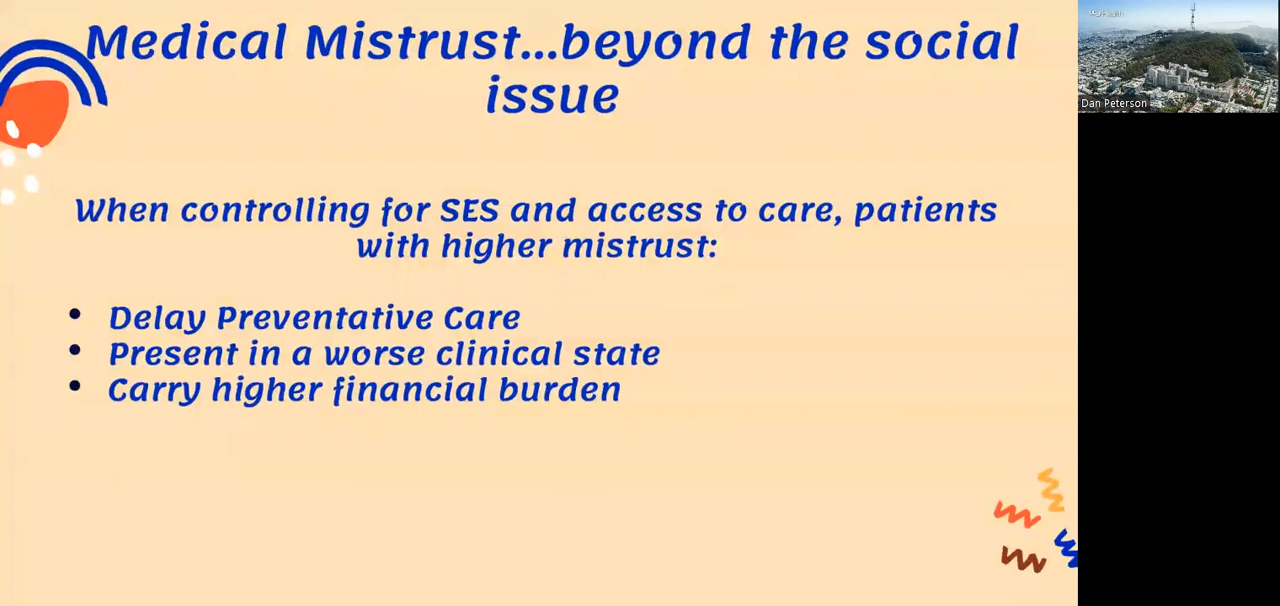 Medical Mistrust...beyond the social
issue
When controlling for SES and access to care, patients
with higher mistrust:
• Delay Preventative Care
• Present in a worse clinical state
• Carry higher financial burden
Dan Peterson